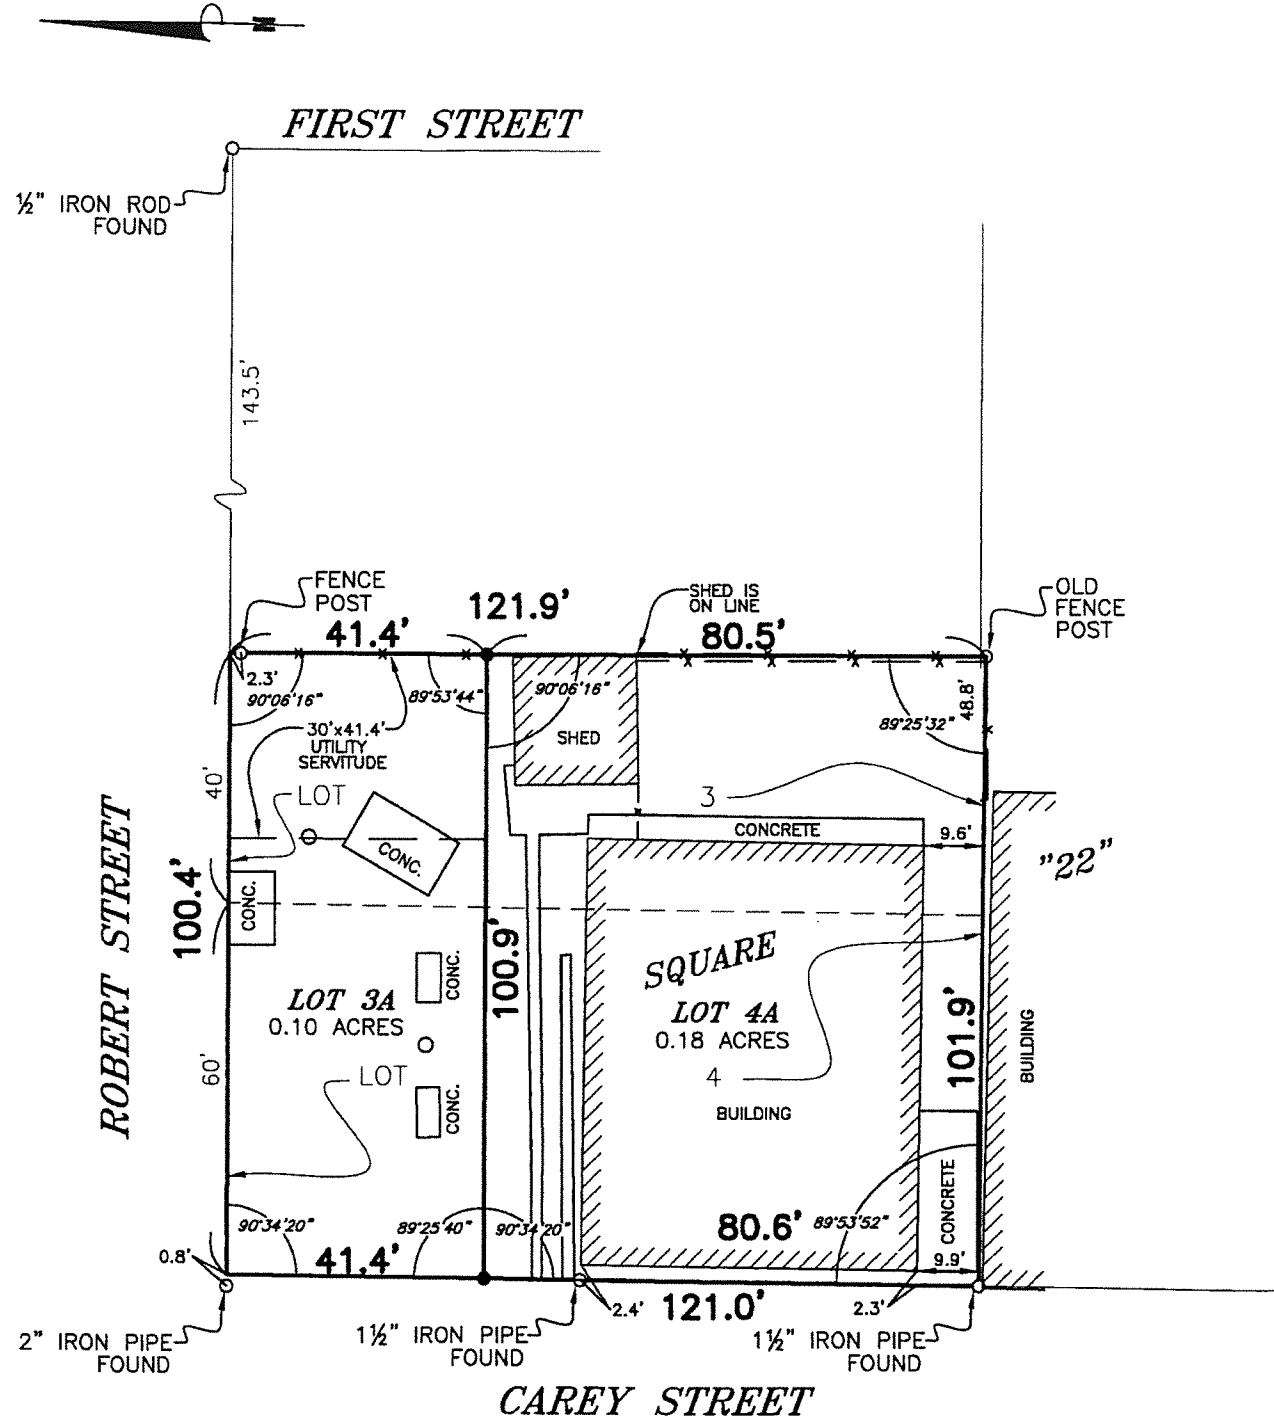 N
FIRST STREET
½" IRON ROD
FOUND
143.5'
FENCE
POST
121.9'
SHED IS
ON LINE
OLD
FENCE
POST
41.4'
80.5'
2.3'
90°06'16"
89°53'44"
90°06'16"
89°25'32"
48.8'
30'x41.4'
UTILITY
SERVITUDE
SHED
40'
LOT
3
CONCRETE
9.6'
CONC.
"22"
CONC.
100.4'
ROBERT STREET
100.9'
SQUARE
CONC.
LOT 3A
0.10 ACRES
LOT 4A
0.18 ACRES
101.9'
BUILDING
60'
LOT
4
CONC.
BUILDING
CONCRETE
90°34'20"
89°25'40"
90°34'20"
80.6'
89°53'52"
0.8'
41.4'
9.9'
2.4'
121.0'
2.3'
2" IRON PIPE
FOUND
1½" IRON PIPE
FOUND
1½" IRON PIPE
FOUND
CAREY STREET